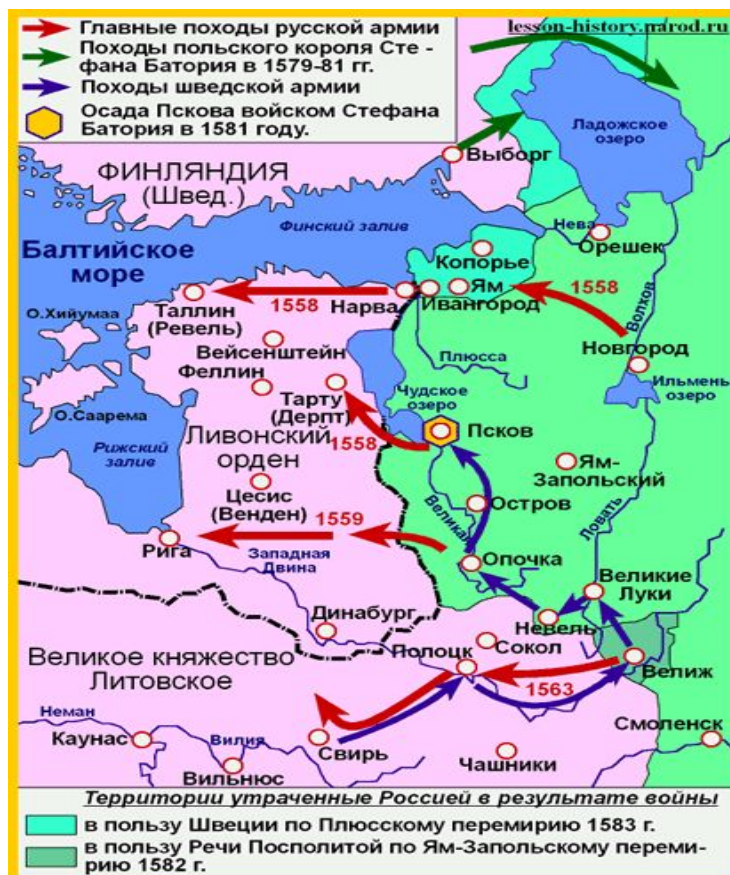 Главные походы русской армии
lesson-history.narod.ru
Походы польского короля Сте -
фана Батория в 1579-81 гг.
Походы шведской армии
Осада Пскова войском Стефана
Батория в 1581 году.
Ладожское
озеро
Выборг
ФИНЛЯНДИЯ
(Швед.)
Финский залив
Нева
Орешек
Балтийское
море
Копорье
Ям
1558
Таллин
(Ревель)
1558
Нарва
Ивангород
Волхов
О.Хийумаа
Вейсенштейн
Плюсса
Новгород
Феллин
Ильмень
озеро
Тарту
(Дерпт)
Чудское
озеро
О.Саарема
Псков
Рижский
залив
Ливонский
орден
1558
Ям-
Запольский
Цесис
(Венден)
Великая
Остров
Ловать
1559
Рига
Западная
Двина
Опочка
Великие
Луки
Динабург
Невель
Сокол
Полоцк
Велиж
Великое княжество
Литовское
1563
Неман
Каунас
Вилия
Свирь
Смоленск
Вильнюс
Чашники
Территории утраченные Россией в результате войны
в пользу Швеции по Плюсскому перемирию 1583 г.
в пользу Речи Посполитой по Ям-Запольскому переми-
рию 1582 г.